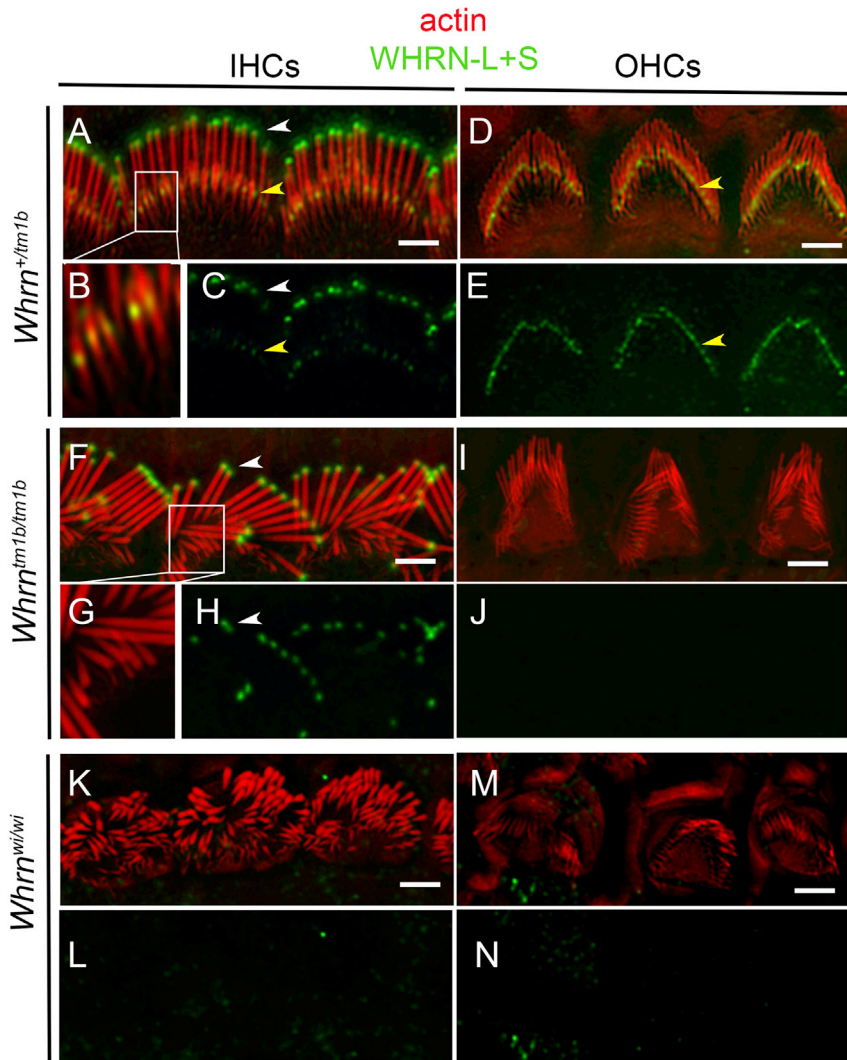 actin
WHRN-L+S
IHCs
OHCs
Whrn+/tm1b
A
D
B
C
E
Whrntm1b/tm1b
F
I
G
H
J
Whrnwi/wi
K
M
L
N